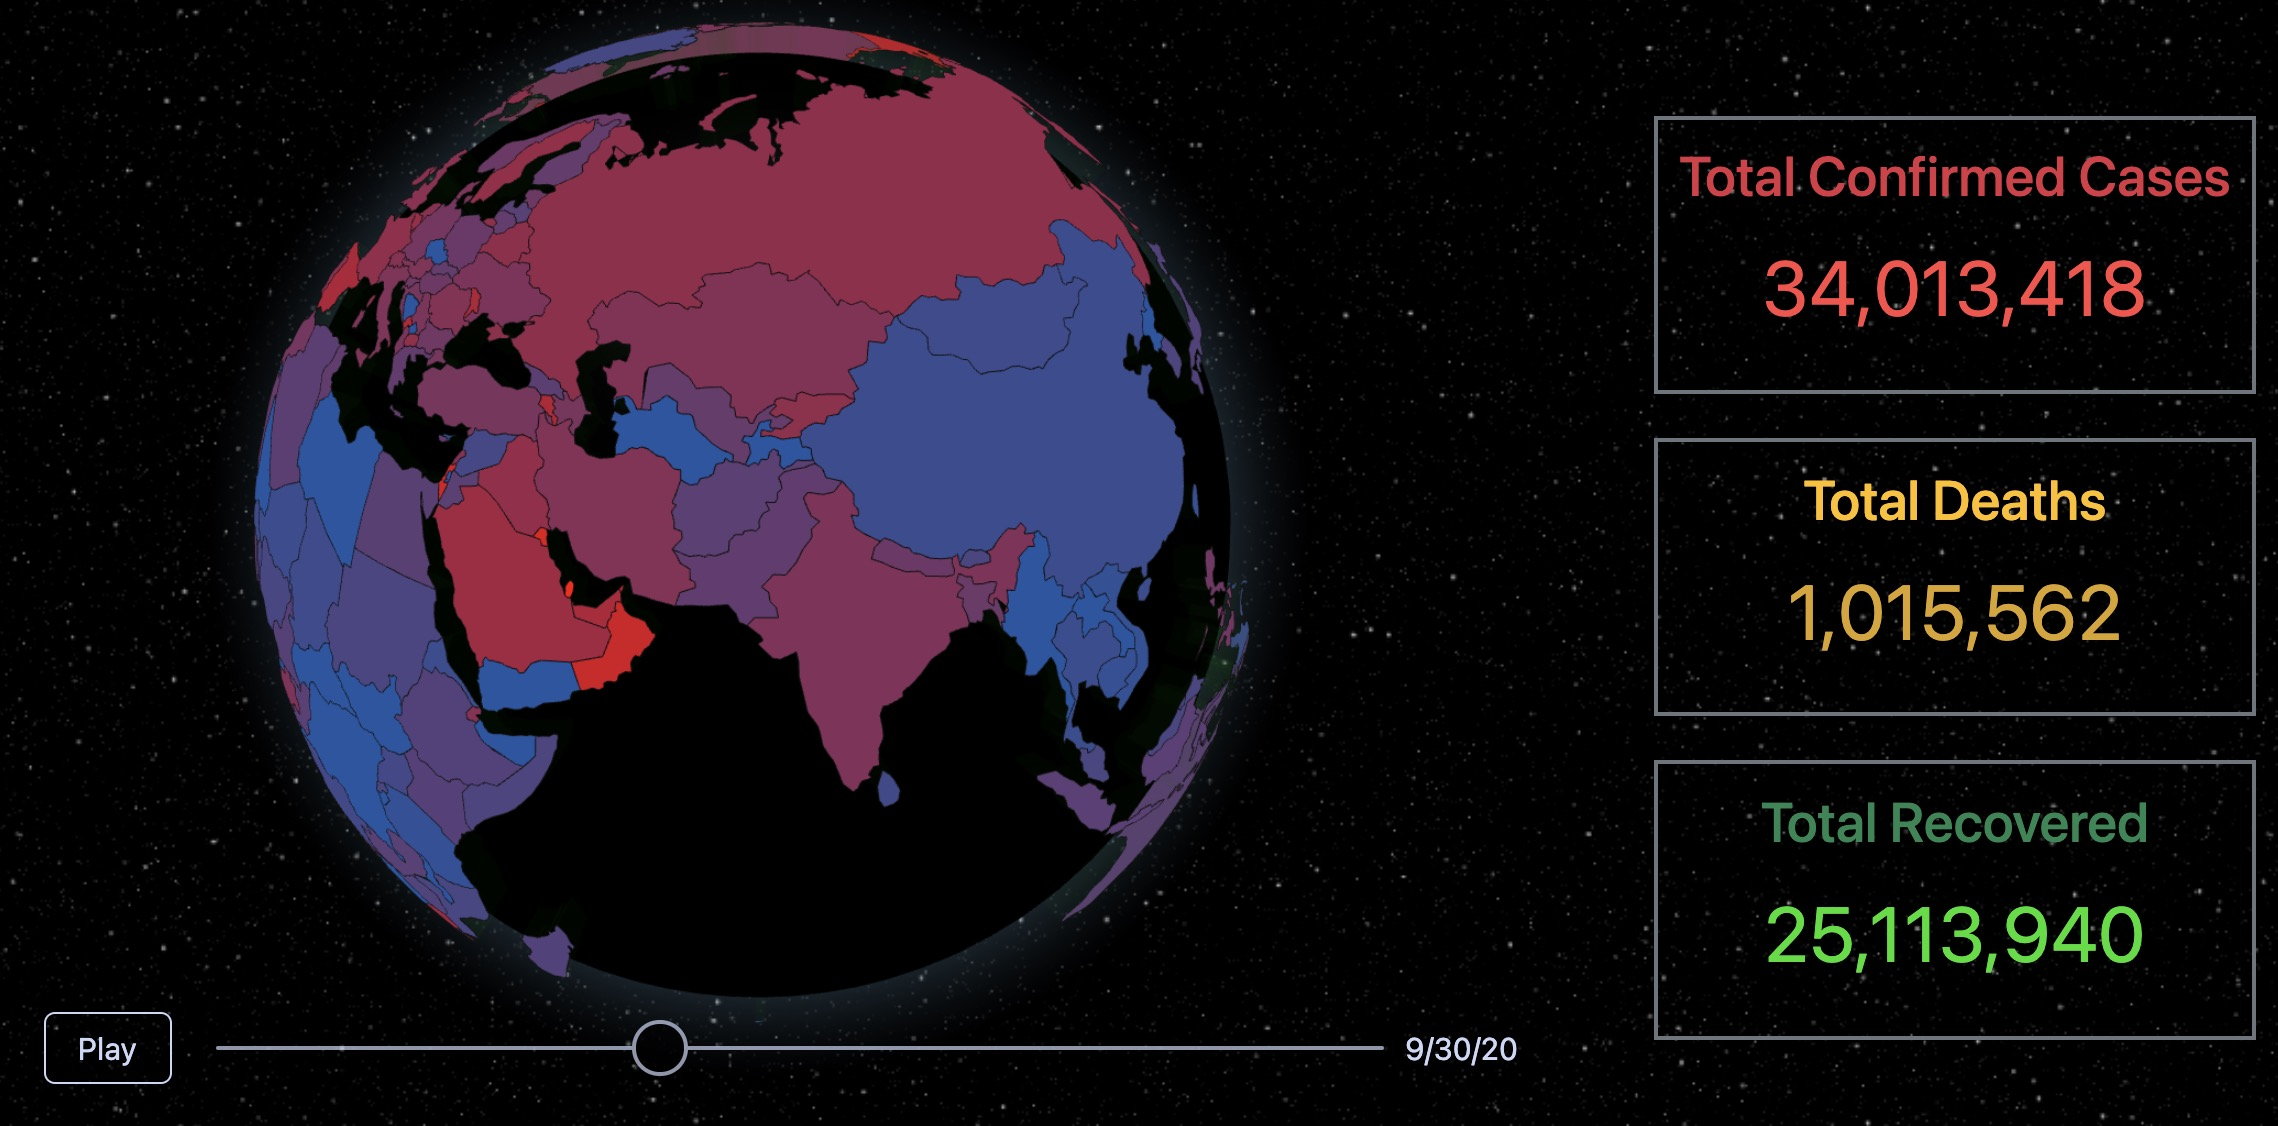 Total Confirmed Cases
34,013,418
Total Deaths
1,015,562
Total Recovered
25,113,940
Play
9/30/20